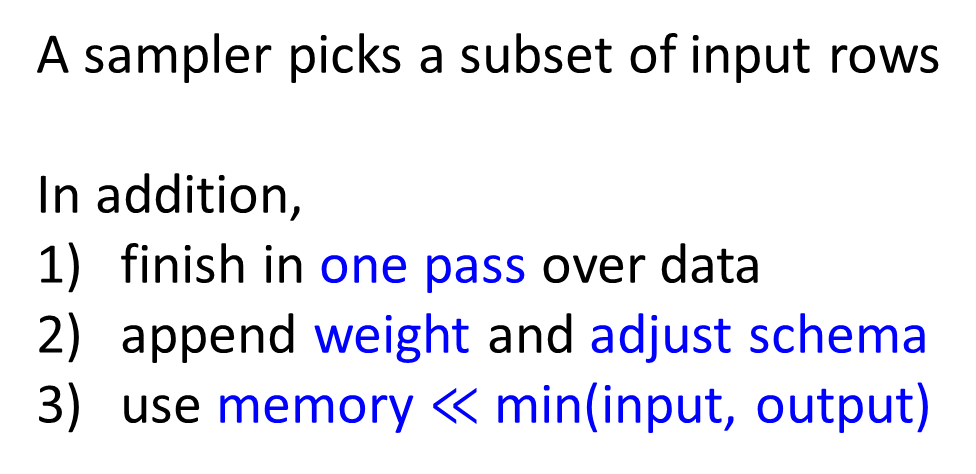 A sampler picks a subset of input rows
In addition,
1) finish in one pass over data
2) append weight and adjust schema
3) use memory ≪ min(input, output)